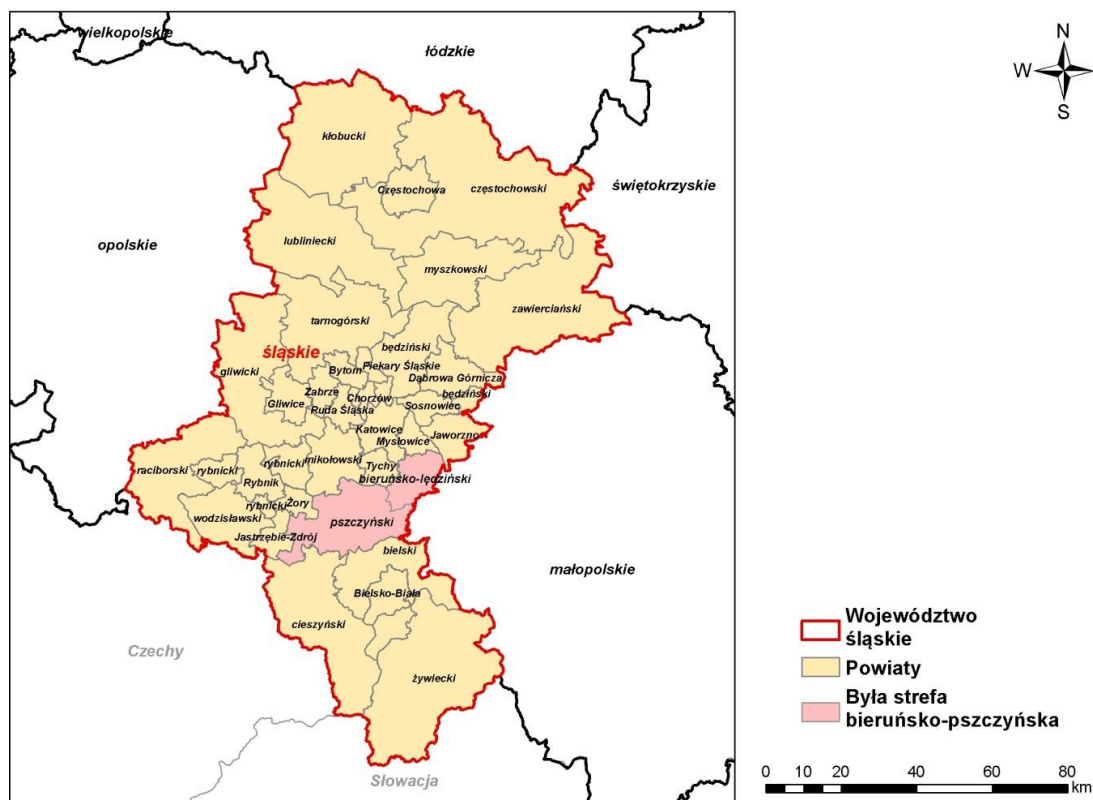 wielkopolskie
łódzkie
N
W
E
S
kłobucki
Częstochowa
częstochowski
świętokrzyskie
opolskie
lubliniecki
myszkowski
zawierciański
tarnogórski
będziński
śląskie
gliwicki
Bytom
Piekary Śląskie
Dąbrowa Górnicza
Zabrze
Chorzów
będziński
Gliwice
Ruda Śląska
Sosnowiec
Katowice
Mysłowice
Jaworzno
raciborski
rybnicki
rybnicki
mikołowski
Tychy
bieruńsko-lędziński
Rybnik
rybnicki
Żory
wodzisławski
pszczyński
Jastrzębie-Zdrój
bielski
małopolskie
Bielsko-Biała
cieszyński
Czechy
żywiecki
Słowacja
Województwo
śląskie
Powiaty
Była strefa
bieruńsko-pszczyńska
0 10 20 40 60 80
km